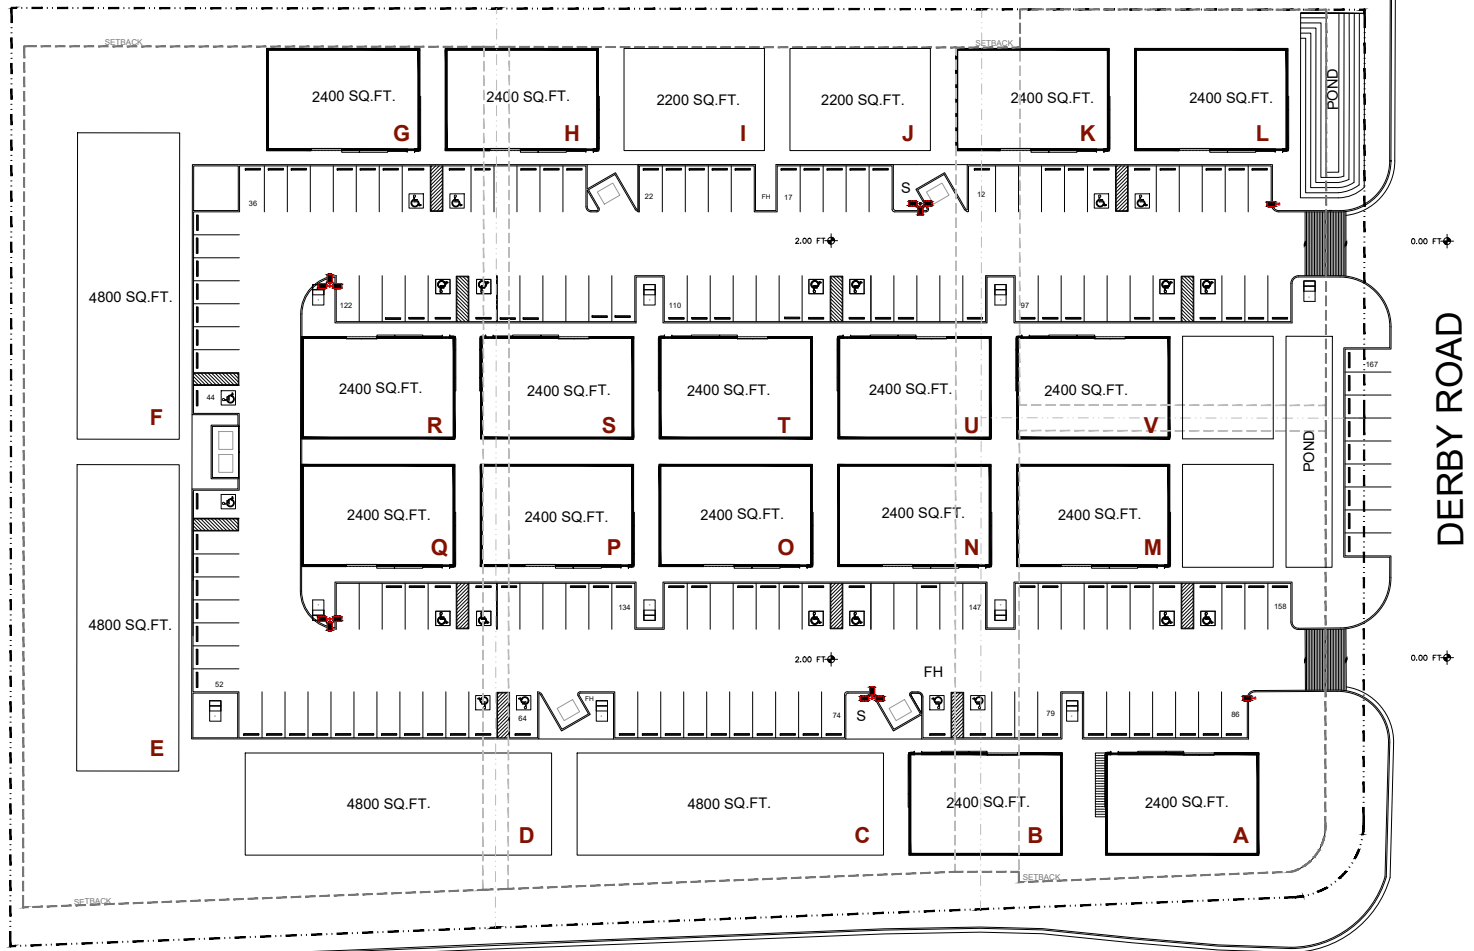 SETBACK
SETBACK
2400 SQ.FT.
G
2400 SQ.FT.
H
2200 SQ.FT.
I
2200 SQ.FT.
J
2400 SQ.FT.
K
2400 SQ.FT.
L
POND
36
22
FH
17
S
12
2.00 FT
0.00 FT
4800 SQ.FT.
F
122
110
97
167
2400 SQ.FT.
R
2400 SQ.FT.
S
2400 SQ.FT.
T
2400 SQ.FT.
U
2400 SQ.FT.
V
44
POND
DERBY ROAD
2400 SQ.FT.
Q
2400 SQ.FT.
P
2400 SQ.FT.
O
2400 SQ.FT.
N
2400 SQ.FT.
M
4800 SQ.FT.
E
134
147
158
2.00 FT
0.00 FT
52
64
FH
74
S
FH
79
86
4800 SQ.FT.
D
4800 SQ.FT.
C
2400 SQ.FT.
B
2400 SQ.FT.
A
SETBACK
SETBACK